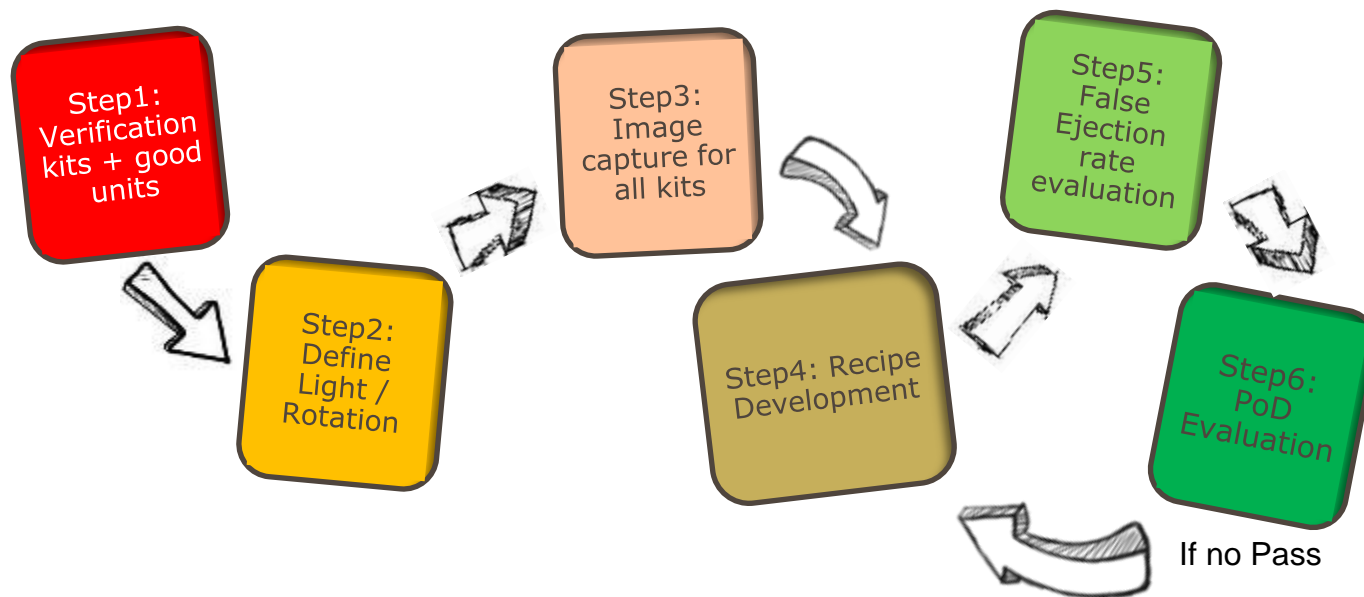 Step1:
Verification
kits + good
units
Step2:
Define
Light /
Rotation
Step3:
Image
capture for
all kits
Step4: Recipe
Development
Step5:
False
Ejection
rate
evaluation
Step6:
PoD
Evaluation
If no Pass